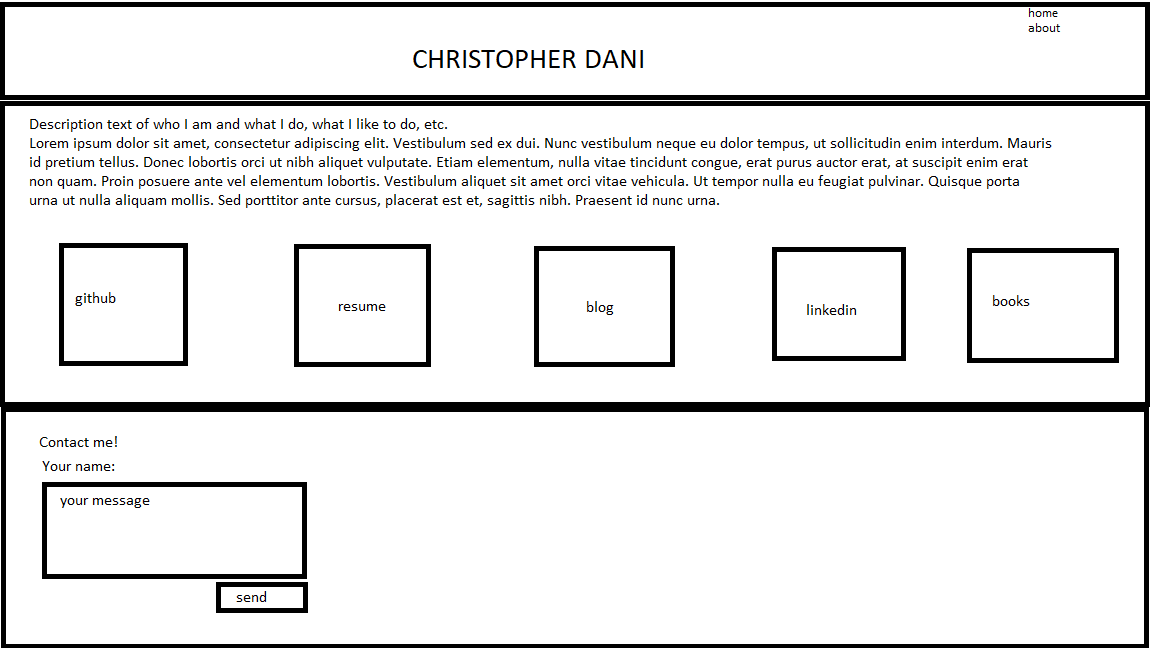 home
about
CHRISTOPHER DANI
Description text of who I am and what I do, what I like to do, etc.
Lorem ipsum dolor sit amet, consectetur adipiscing elit. Vestibulum sed ex dui. Nunc vestibulum neque eu dolor tempus, ut sollicitudin enim interdum. Mauris
id pretium tellus. Donec lobortis orci ut nibh aliquet vulputate. Etiam elementum, nulla vitae tincidunt congue, erat purus auctor erat, at suscipit enim erat
non quam. Proin posuere ante vel elementum lobortis. Vestibulum aliquet sit amet orci vitae vehicula. Ut tempor nulla eu feugiat pulvinar. Quisque porta
urna ut nulla aliquam mollis. Sed porttitor ante cursus, placerat est et, sagittis nibh. Praesent id nunc urna.
github
resume
blog
linkedin
books
Contact me!
Your name:
your message
send